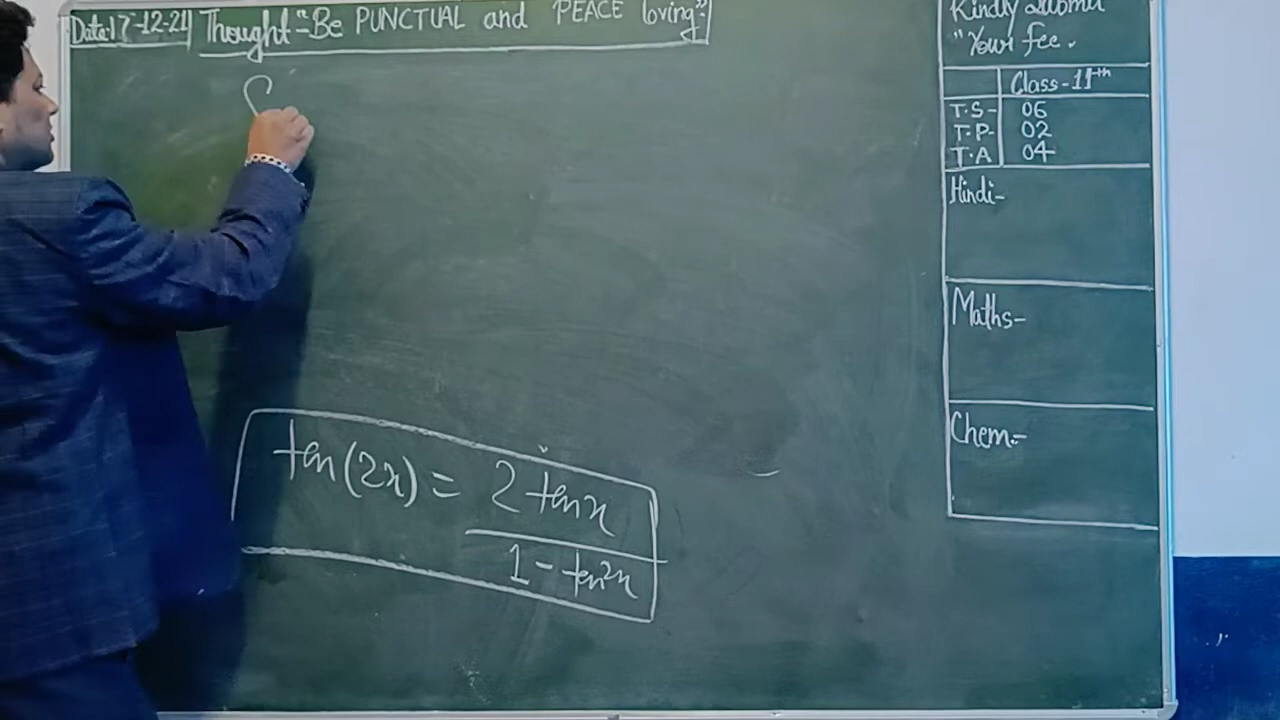 Date:17-12-21
Thought-"Be PUNCTUAL and PEACE loving".
tan(2x) = 2 tan x
1 - tan²x
Kindly Submit
"Your fee.
Class-11th
T.S- 06
T.P- 02
T.A 04
Hindi-
Maths-
Chem:-